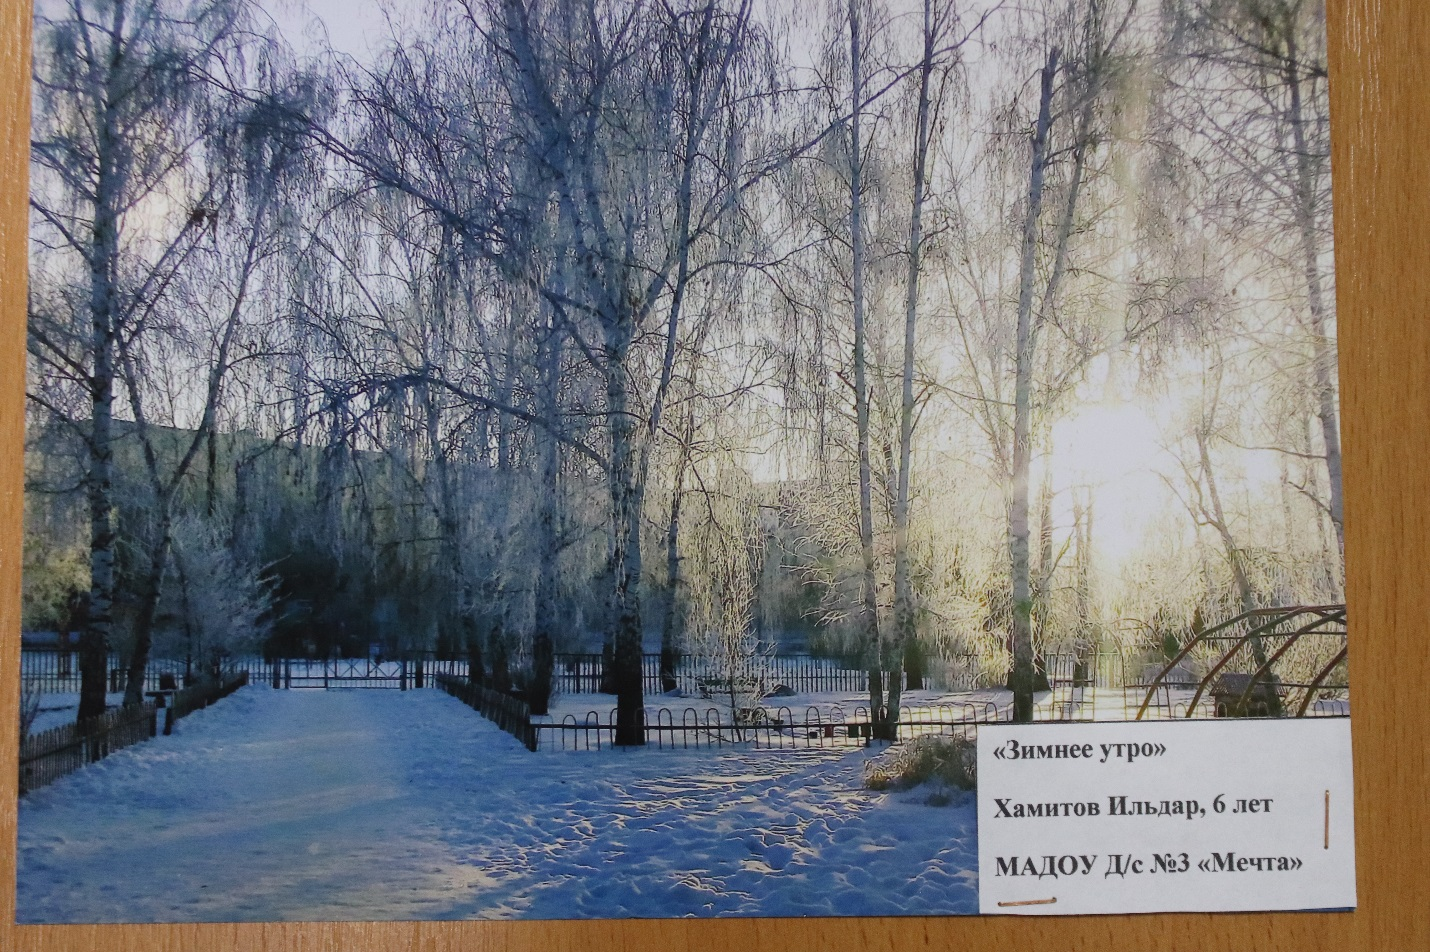 «Зимнее утро»
Хамитов Ильдар, 6 лет
МАДОУ Д/с №3 «Мечта»